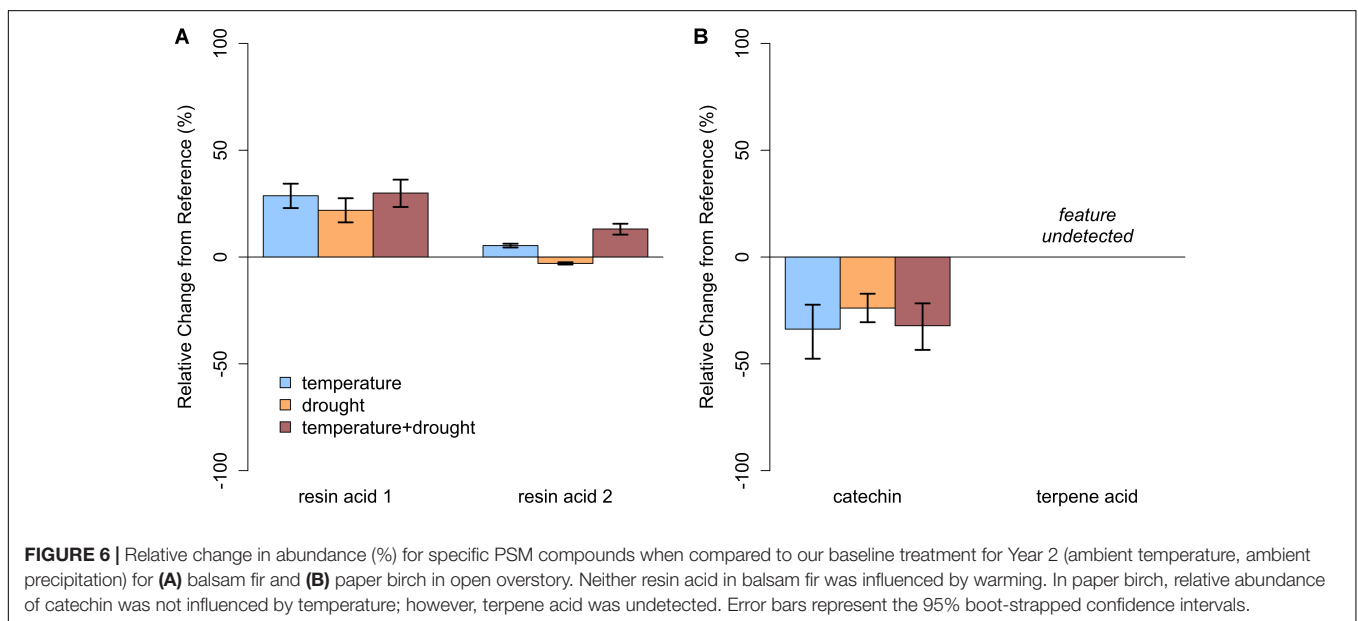 A
Relative Change from Reference (%)
100
50
0
-50
-100
temperature
drought
temperature+drought
resin acid 1 resin acid 2
B
Relative Change from Reference (%)
100
50
0
-50
-100
feature
undetected
catechin terpene acid
FIGURE 6 | Relative change in abundance (%) for specific PSM compounds when compared to our baseline treatment for Year 2 (ambient temperature, ambient
precipitation) for (A) balsam fir and (B) paper birch in open overstory. Neither resin acid in balsam fir was influenced by warming. In paper birch, relative abundance
of catechin was not influenced by temperature; however, terpene acid was undetected. Error bars represent the 95% boot-strapped confidence intervals.